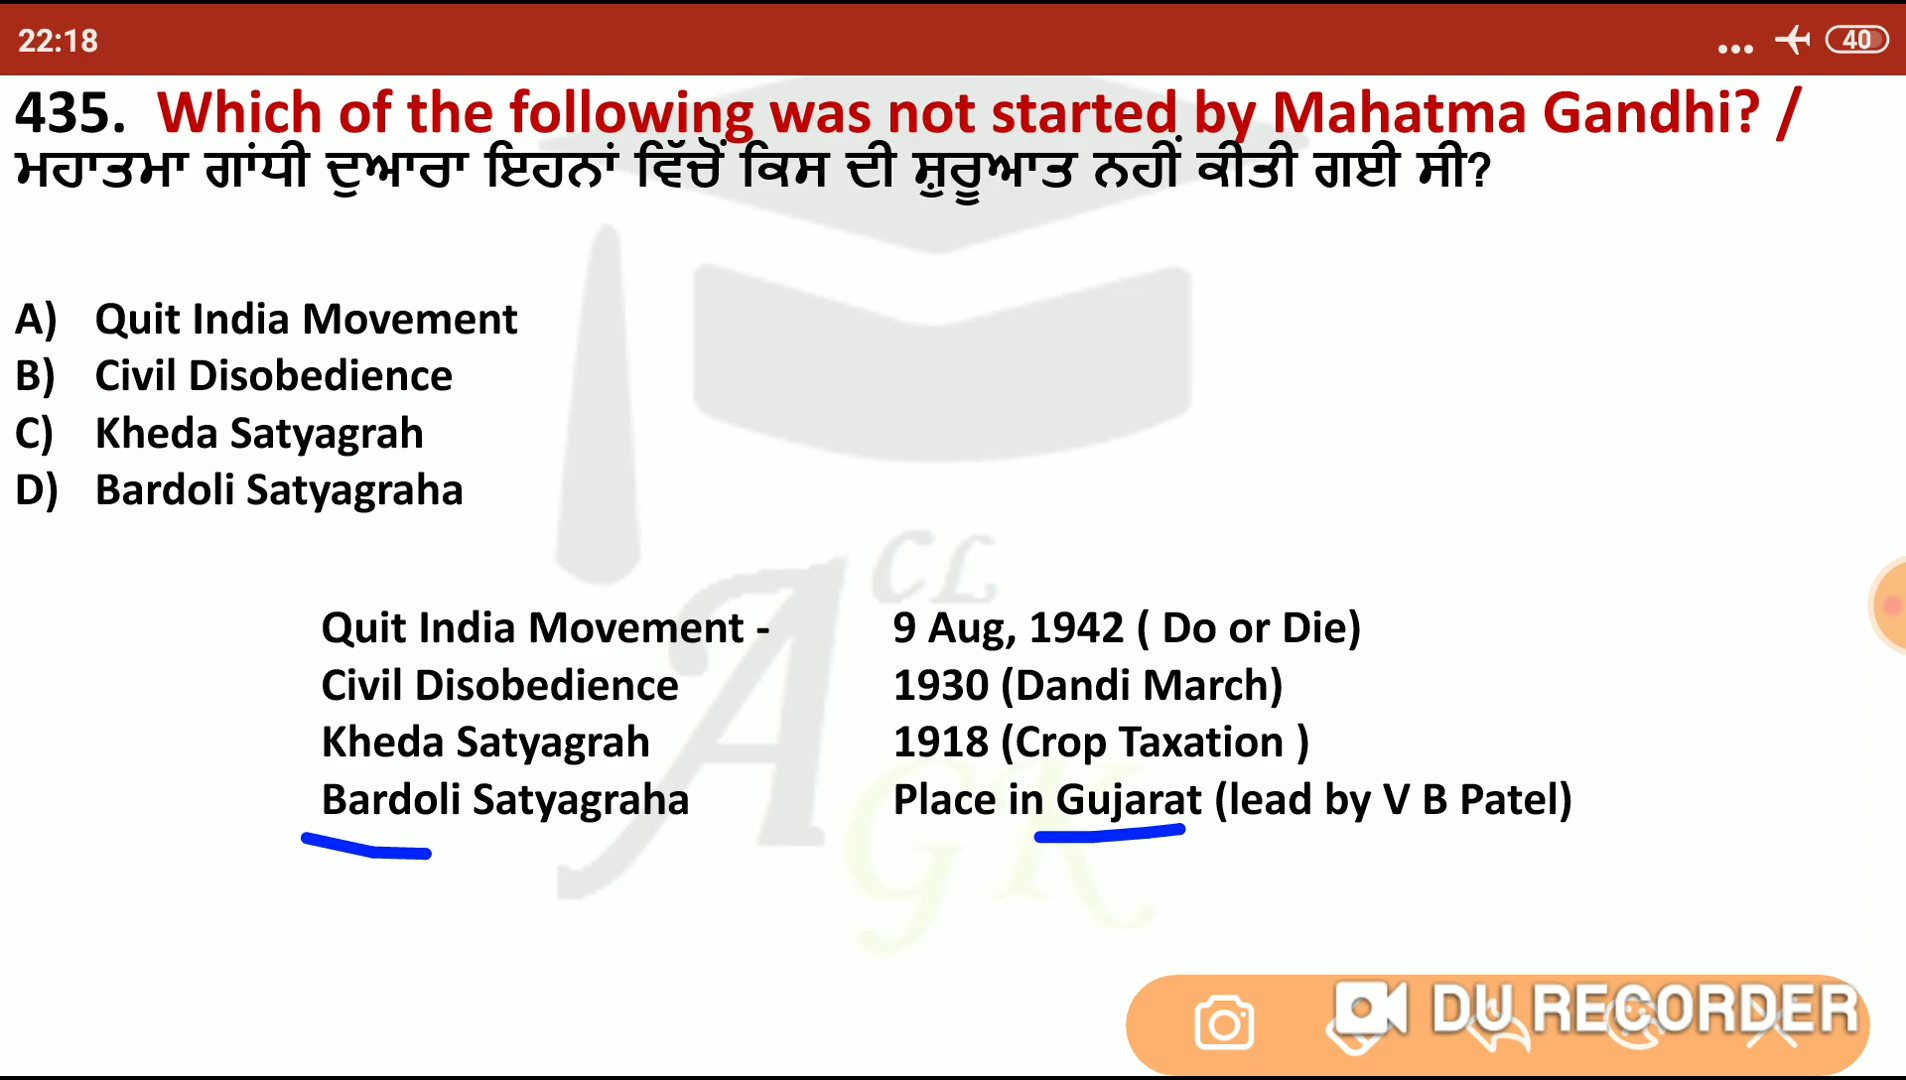 22:18
40
435. Which of the following was not started by Mahatma Gandhi? /
ਮਹਾਤਮਾ ਗਾਂਧੀ ਦੁਆਰਾ ਇਹਨਾਂ ਵਿੱਚੋਂ ਕਿਸ ਦੀ ਸ਼ੁਰੂਆਤ ਨਹੀਂ ਕੀਤੀ ਗਈ ਸੀ?
A) Quit India Movement
B) Civil Disobedience
C) Kheda Satyagrah
D) Bardoli Satyagraha
CL
A
GK
Quit India Movement - 9 Aug, 1942 ( Do or Die)
Civil Disobedience 1930 (Dandi March)
Kheda Satyagrah 1918 (Crop Taxation )
Bardoli Satyagraha Place in Gujarat (lead by V B Patel)
DU RECORDER